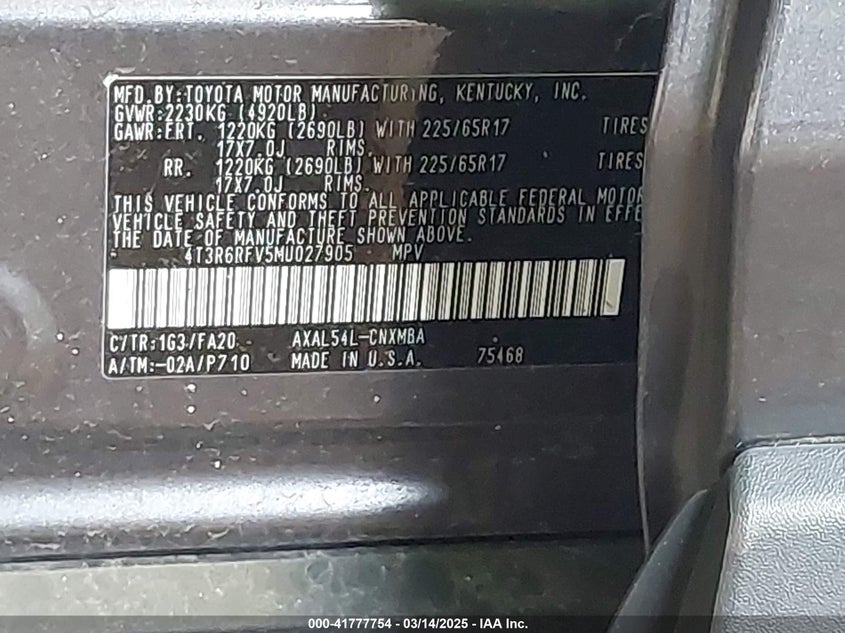 MFD. BY: TOYOTA MOTOR MANUFACTURING, KENTUCKY, INC.
GVWR: 2230KG (4920LB)
GAWR: FRT. 1220KG (2690LB) WITH 225/65R17 TIRES
17X7.0J RIMS.
RR. 1220KG (2690LB) WITH 225/65R17 TIRES
17X7.0J RIMS.
THIS VEHICLE CONFORMS TO ALL APPLICABLE FEDERAL MOTOR
VEHICLE SAFETY AND THEFT PREVENTION STANDARDS IN EFFE
THE DATE OF MANUFACTURE SHOWN ABOVE.
4T3R6RFV5MU027905 MPV
C/TR: 1G3/FA20 AXAL54L-CNXMBA
A/TM: -02A/P710 MADE IN U.S.A. 75468
000-41777754 - 03/14/2025 - IAA Inc.